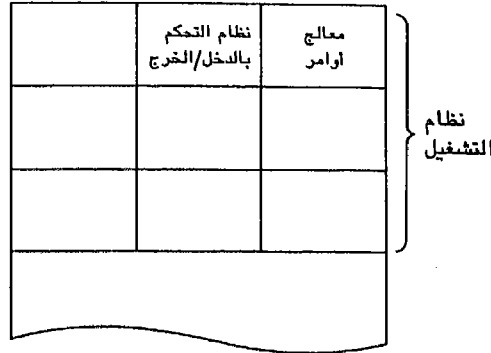 معالج
أوامر
نظام التحكم
بالدخل/الخرج
نظام
التشغيل